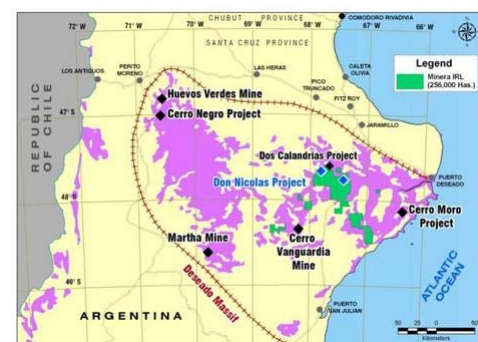 72° W
71° W
70° W
69° W
68° W
67° W
66° W
CHUBUT PROVINCE
COMODORO RIVADAVIA
SANTA CRUZ PROVINCE
LOS ANTIGUOS
PERITO
MORENO
LAS HERAS
CALETA
OLIVIA
PICO
TRUNCADO
FITZ ROY
JARAMILLO
Legend
Minera IRL
(256,000 Has.)
REPUBLIC
OF CHILE
Huevos Verdes Mine
47° S
Cerro Negro Project
Dos Calandrias Project
Don Nicolas Project
PUERTO
DESEADO
48° S
Cerro Moro
Project
Martha Mine
Cerro
Vanguardia
Mine
49° S
Deseado Massif
ATLANTIC
OCEAN
ARGENTINA
PUERTO
SAN JULIAN
50
25
0
50
Kilometers